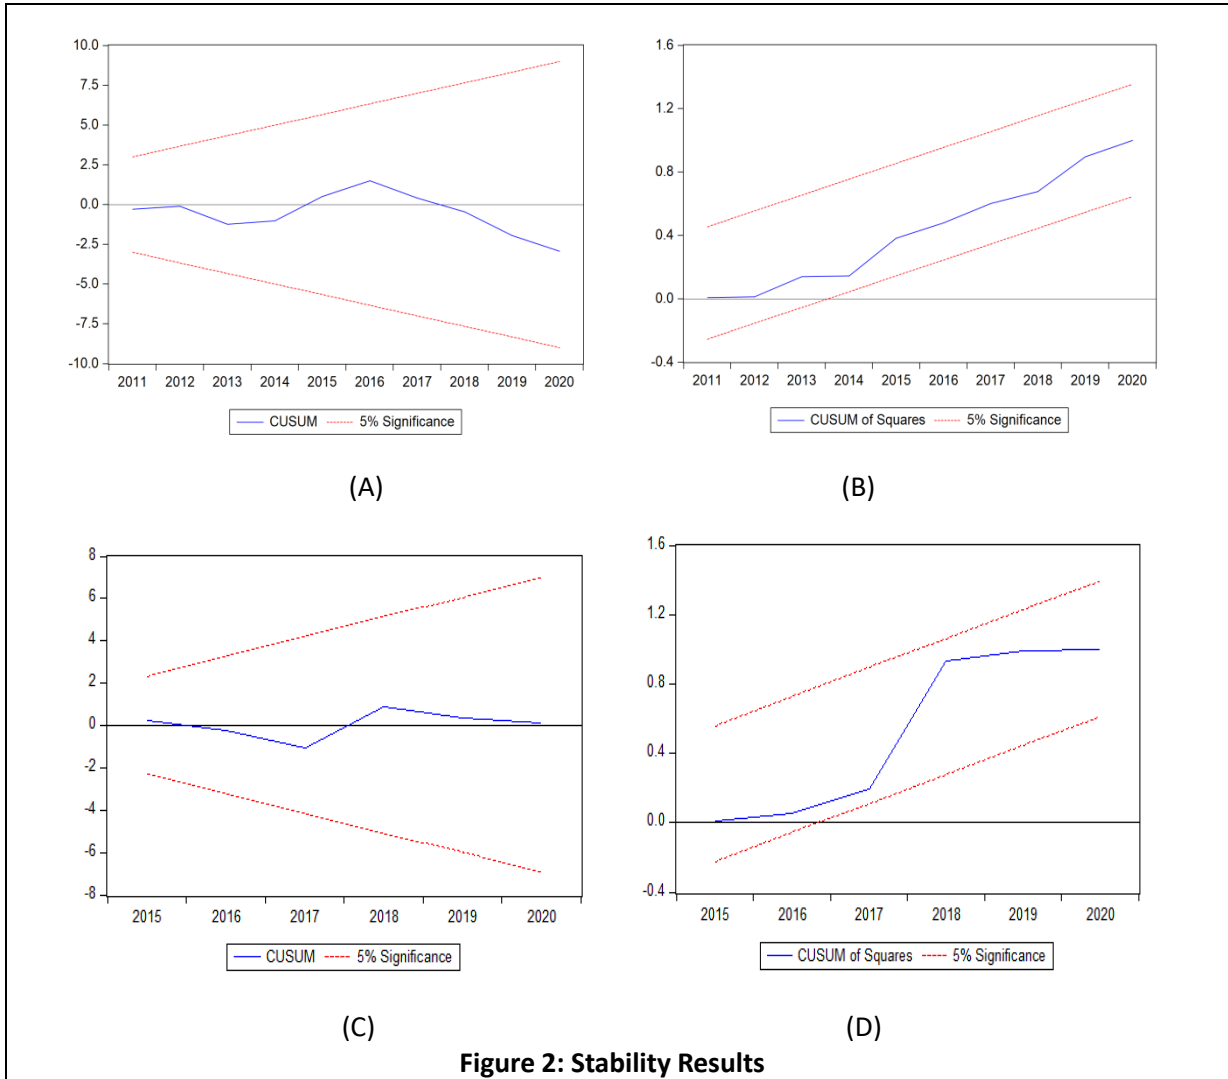 10.0
7.5
5.0
2.5
0.0
-2.5
-5.0
-7.5
-10.0
2011 2012 2013 2014 2015 2016 2017 2018 2019 2020
CUSUM 5% Significance
(A)
1.6
1.2
0.8
0.4
0.0
-0.4
2011 2012 2013 2014 2015 2016 2017 2018 2019 2020
CUSUM of Squares 5% Significance
(B)
8
6
4
2
0
-2
-4
-6
-8
2015 2016 2017 2018 2019 2020
CUSUM 5% Significance
(C)
1.6
1.2
0.8
0.4
0.0
-0.4
2015 2016 2017 2018 2019 2020
CUSUM of Squares 5% Significance
(D)
Figure 2: Stability Results